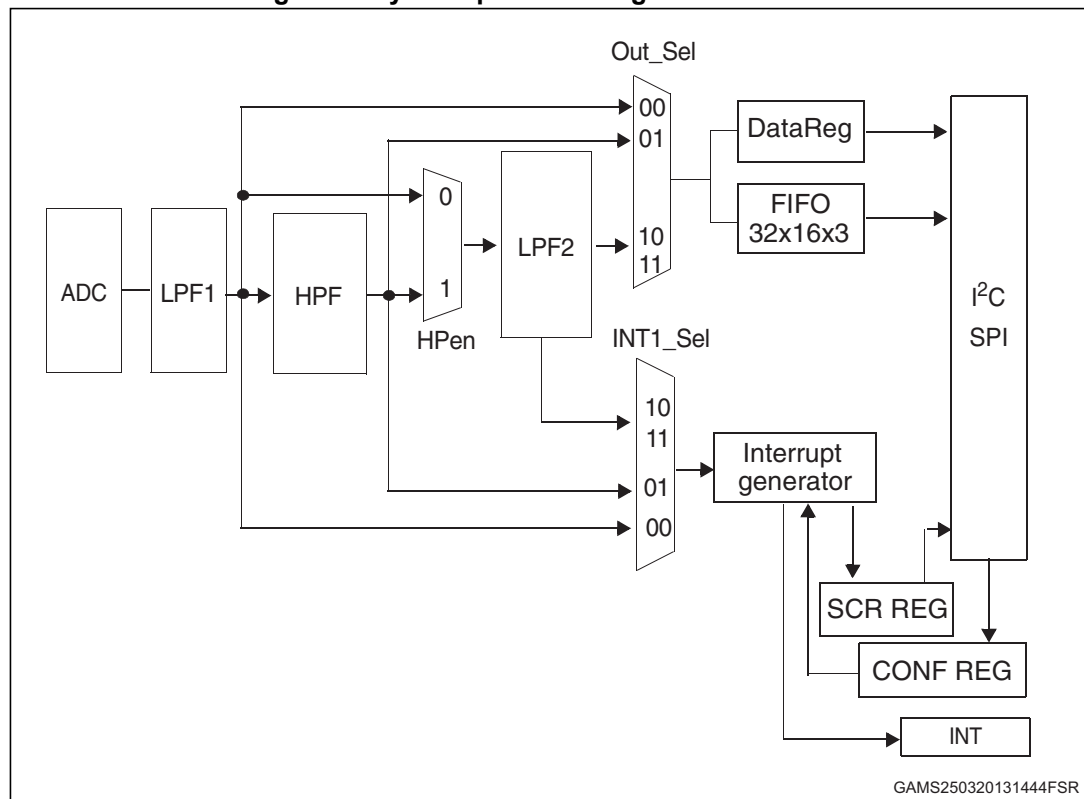 Out_Sel
00
01
10
11
DataReg
FIFO
32x16x3
I²C
SPI
ADC
LPF1
HPF
0
1
HPen
LPF2
INT1_Sel
10
11
01
00
Interrupt
generator
SCR REG
CONF REG
INT
GAMS250320131444FSR